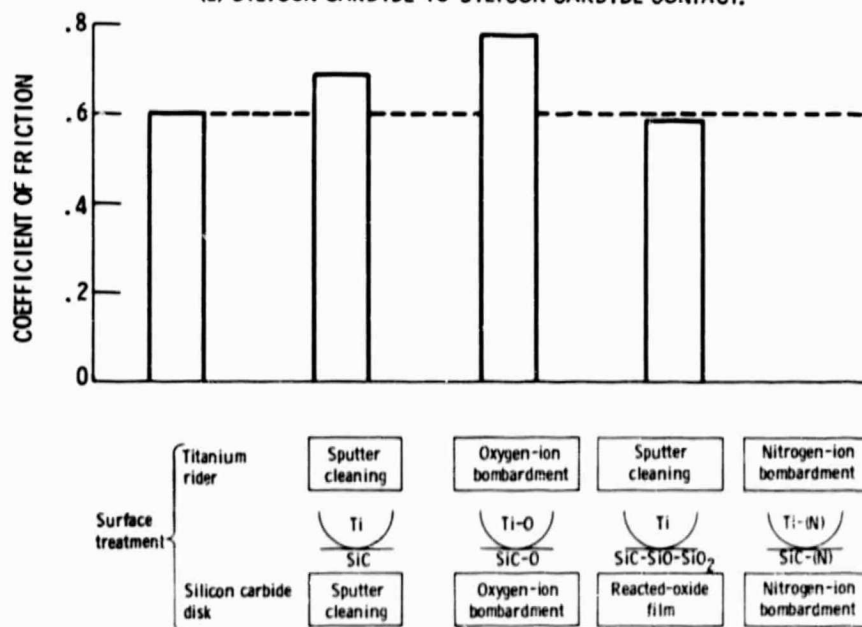 (a) SILICON CARBIDE TO SILICON CARBIDE CONTACT.
.8
.6
.4
.2
0
COEFFICIENT OF FRICTION
Titanium rider
Sputter cleaning
Oxygen-ion bombardment
Sputter cleaning
Nitrogen-ion bombardment
Surface treatment
Ti
Ti-O
Ti
Ti-(N)
SiC
SiC-O
SiC-SiO-SiO2
SiC-(N)
Silicon carbide disk
Sputter cleaning
Oxygen-ion bombardment
Reacted-oxide film
Nitrogen-ion bombardment